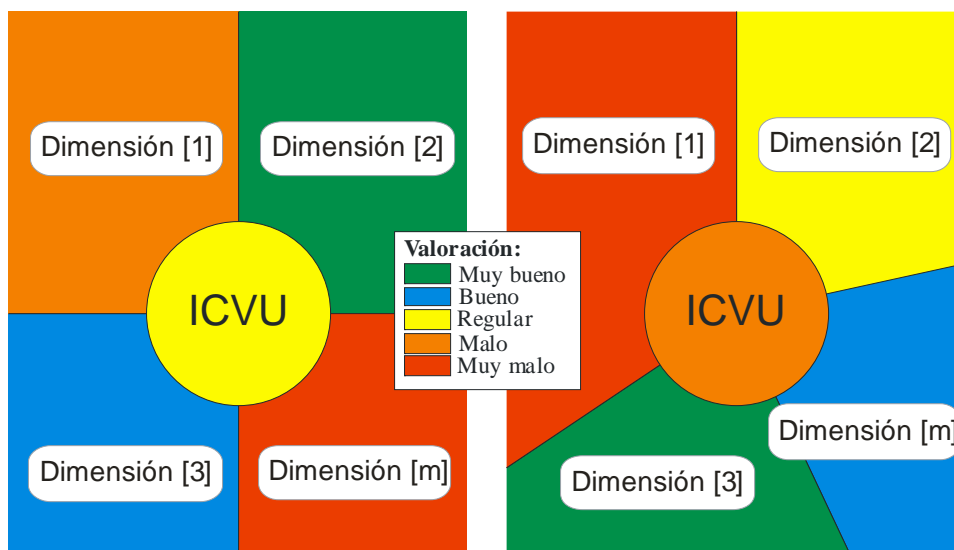 Dimensión [1]
Dimensión [2]
ICVU
Dimensión [3]
Dimensión [m]
Valoración:
Muy bueno
Bueno
Regular
Malo
Muy malo
Dimensión [1]
Dimensión [2]
ICVU
Dimensión [m]
Dimensión [3]